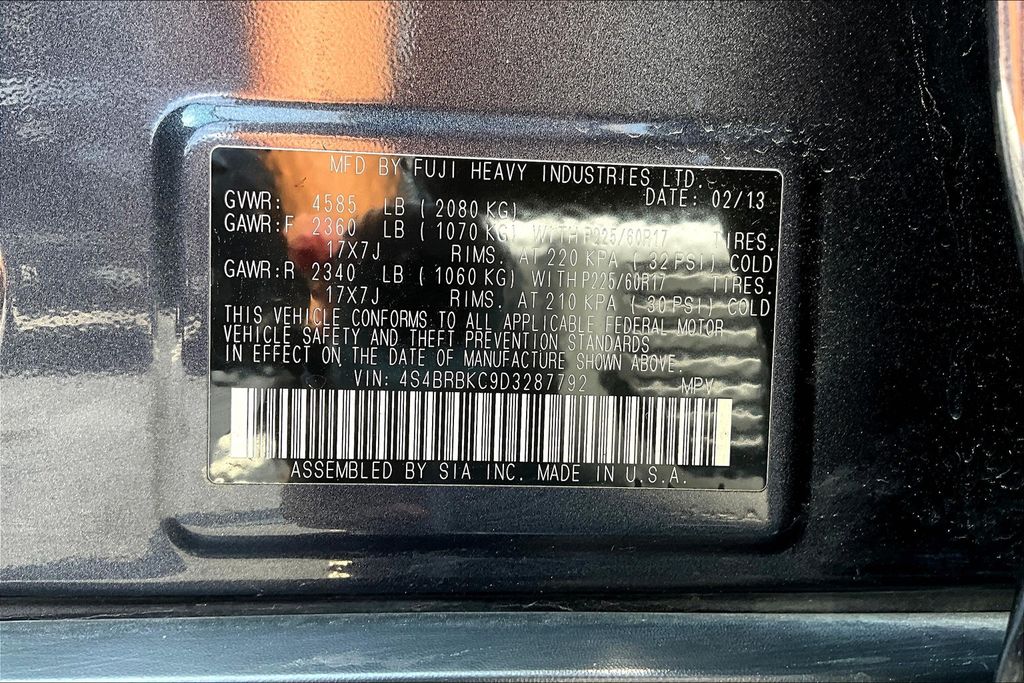 MFD BY FUJI HEAVY INDUSTRIES LTD.
DATE: 02/13
GVWR: 4585 LB ( 2080 KG)
GAWR:F 2360 LB ( 1070 KG) WITH P225/60R17 TIRES.
17X7J RIMS. AT 220 KPA ( 32 PSI) COLD
GAWR:R 2340 LB ( 1060 KG) WITH P225/60R17 TIRES.
17X7J RIMS. AT 210 KPA ( 30 PSI) COLD
THIS VEHICLE CONFORMS TO ALL APPLICABLE FEDERAL MOTOR
VEHICLE SAFETY AND THEFT PREVENTION STANDARDS
IN EFFECT ON THE DATE OF MANUFACTURE SHOWN ABOVE.
VIN: 4S4BRBKC9D3287792 MPV
ASSEMBLED BY SIA INC. MADE IN U.S.A.